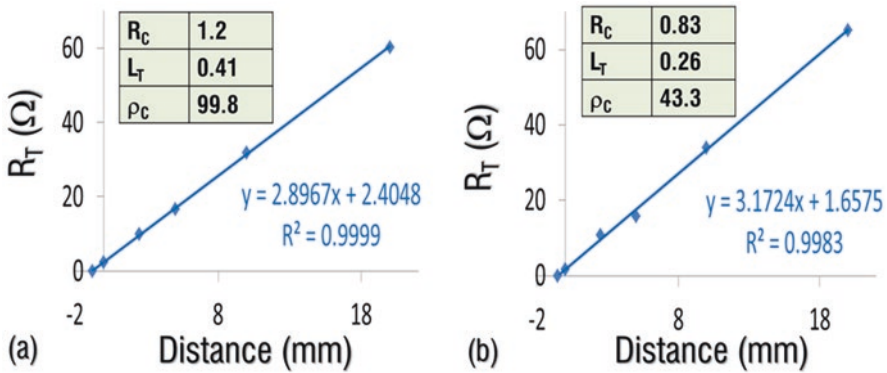 R_C 1.2
L_T 0.41
ρ_C 99.8
60
40
20
0
R_T (Ω)
y = 2.8967x + 2.4048
R² = 0.9999
-2 8 18
(a) Distance (mm)
R_C 0.83
L_T 0.26
ρ_C 43.3
60
40
20
0
R_T (Ω)
y = 3.1724x + 1.6575
R² = 0.9983
-2 8 18
(b) Distance (mm)